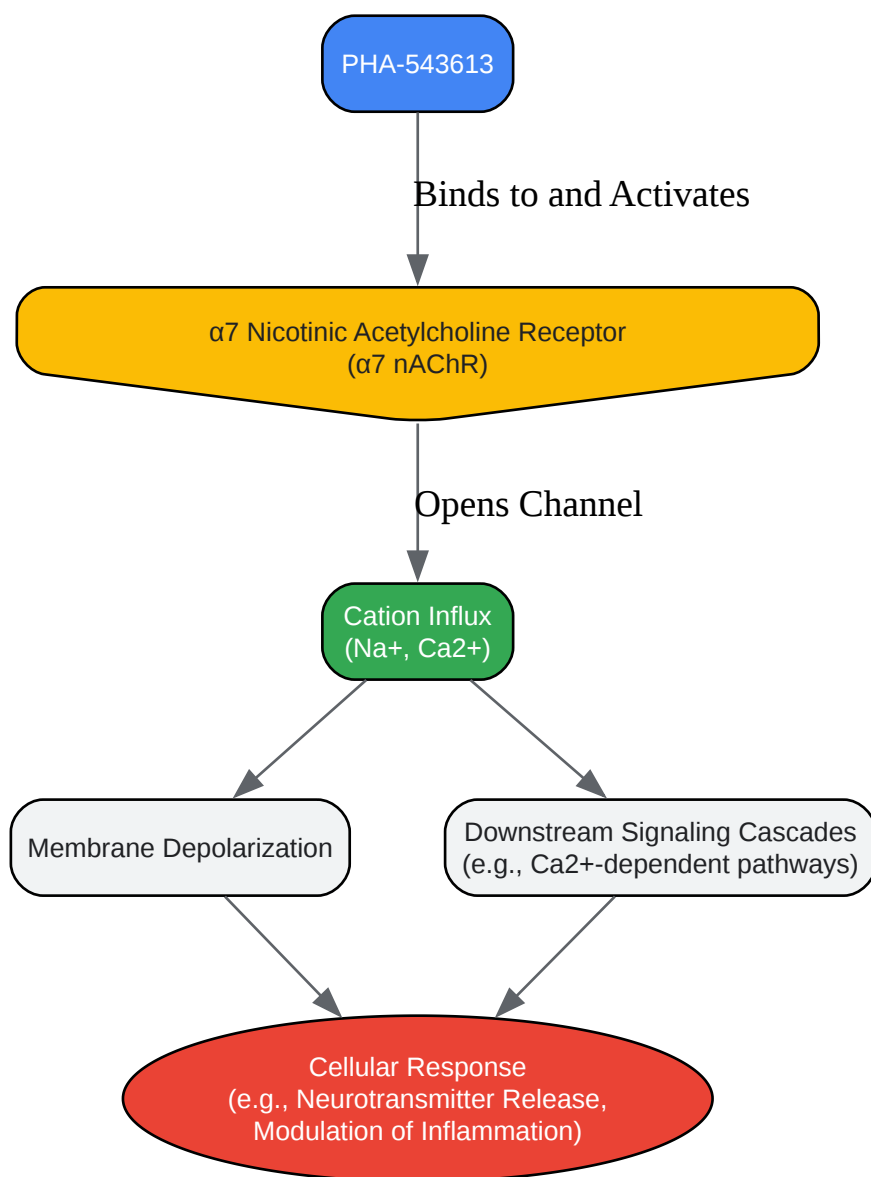 PHA-543613
Binds to and Activates
α7 Nicotinic Acetylcholine Receptor
(α7 nAChR)
Opens Channel
Cation Influx
(Na+, Ca2+)
Membrane Depolarization
Downstream Signaling Cascades
(e.g., Ca2+-dependent pathways)
Cellular Response
(e.g., Neurotransmitter Release,
Modulation of Inflammation)